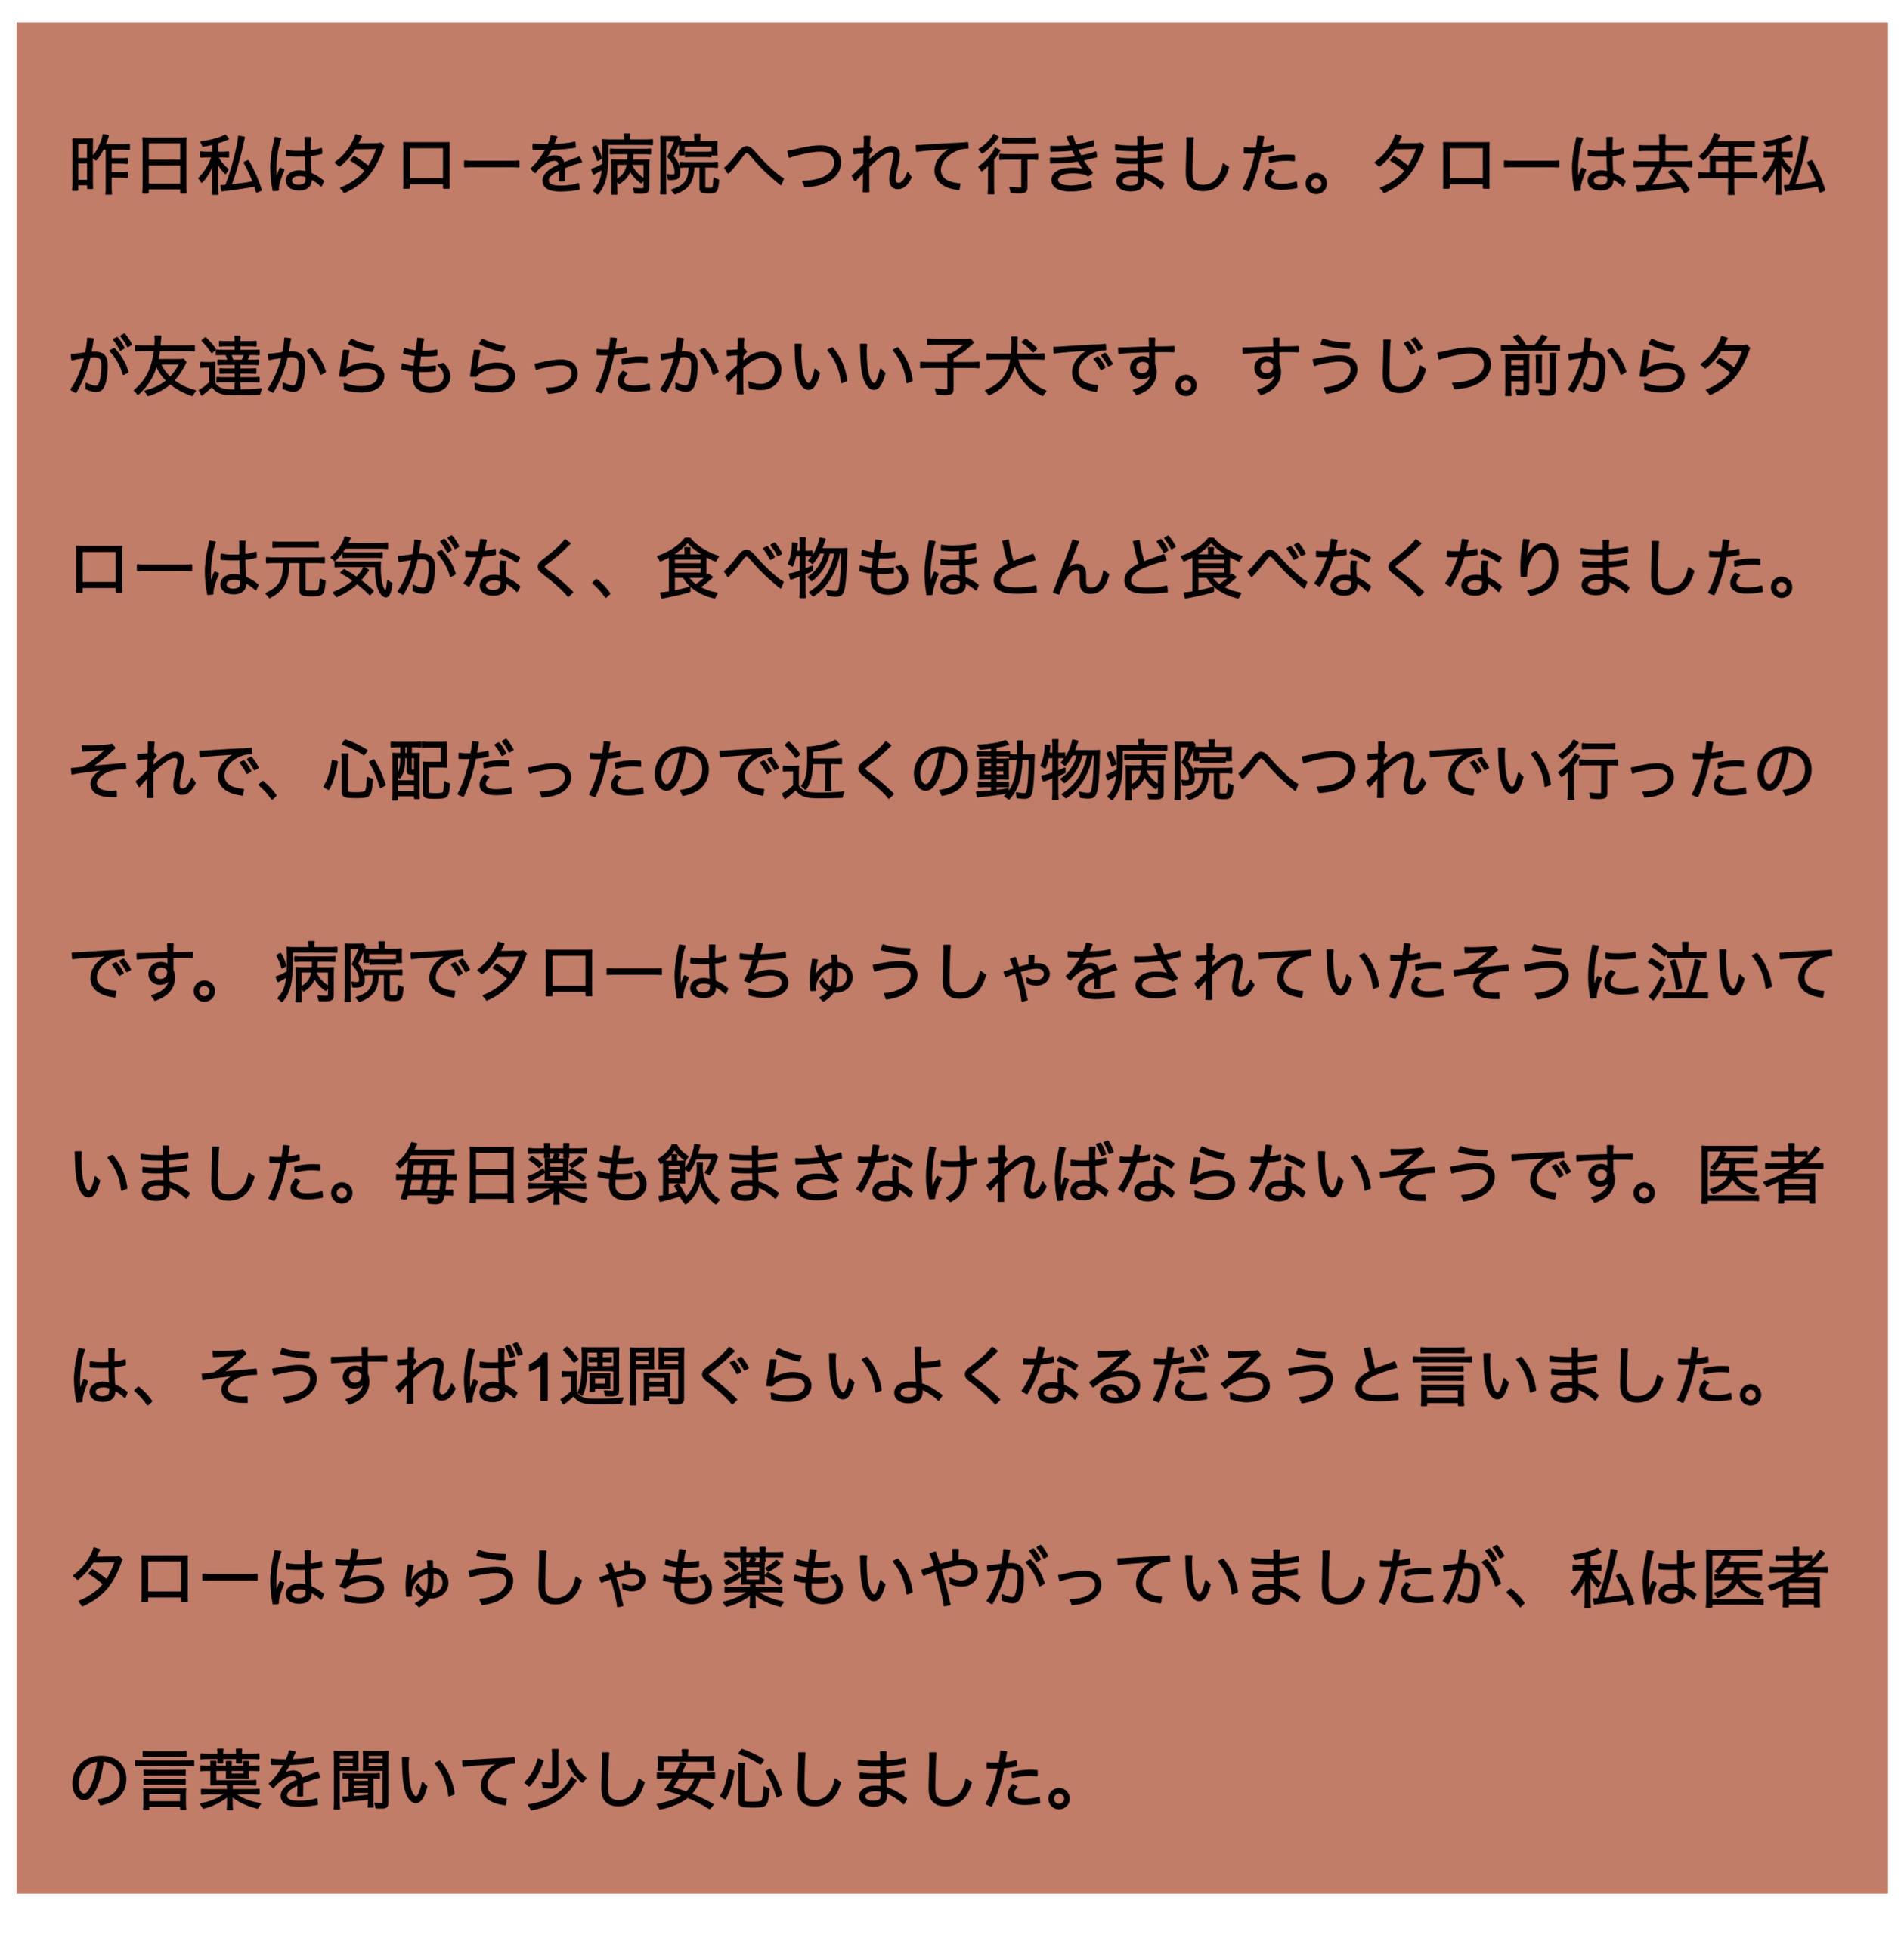 昨日私はタローを病院へつれて行きました。タローは去年私
が友達からもらったかわいい子犬です。すうじつ前からタ
ローは元気がなく、食べ物もほとんど食べなくなりました。
それで、心配だったので近くの動物病院へつれてい行ったの
です。 病院でタローはちゅうしゃをされていたそうに泣いて
いました。毎日薬も飲まさなければならないそうです。医者
は、 そうすれば1週間ぐらいよくなるだろうと言いました。
タローはちゅうしゃも薬もいやがっていましたが、私は医者
の言葉を聞いて少し安心しました。